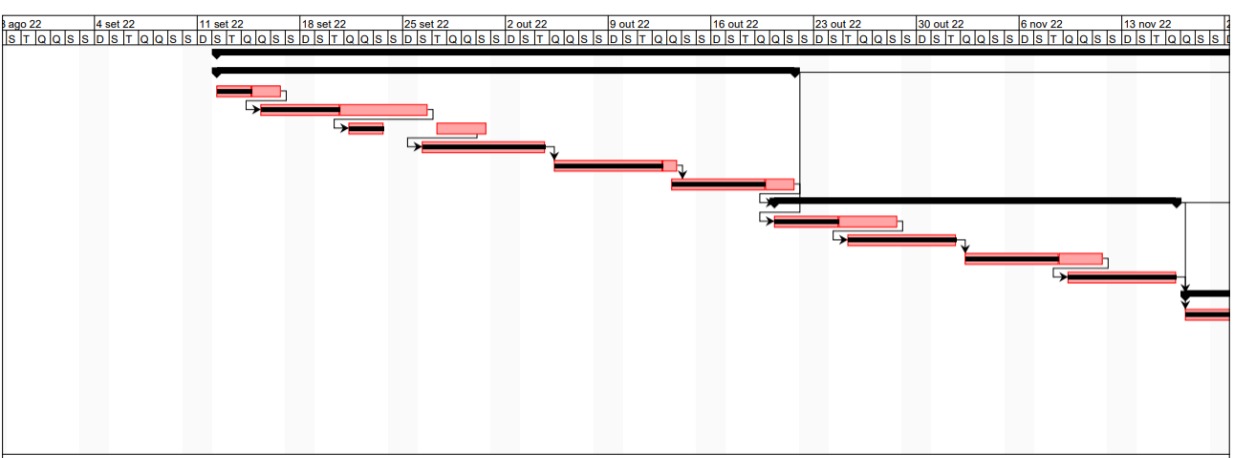 ago 22 4 set 22 11 set 22 18 set 22 25 set 22 2 out 22 9 out 22 16 out 22 23 out 22 30 out 22 6 nov 22 13 nov 22
S T Q Q S S D S T Q Q S S D S T Q Q S S D S T Q Q S S D S T Q Q S S D S T Q Q S S D S T Q Q S S D S T Q Q S S D S T Q Q S S D S T Q Q S S D S T Q Q S S D S T Q Q S S